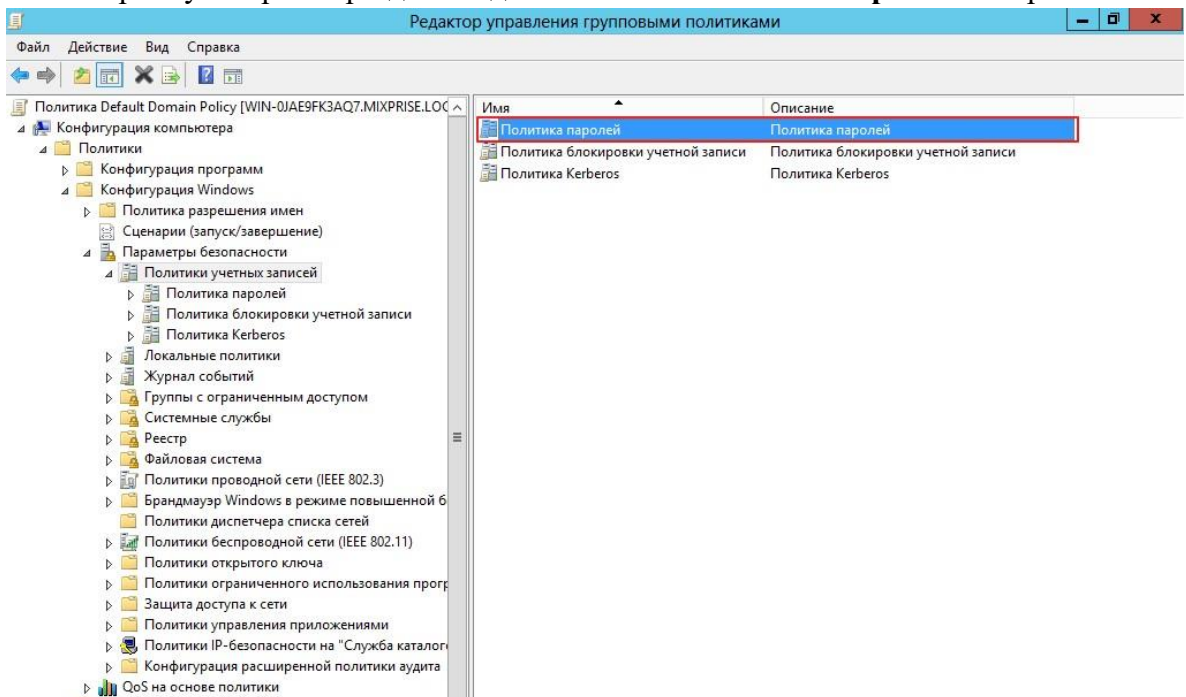 Редактор управления групповыми политиками
Файл Действие Вид Справка
Политика Default Domain Policy [WIN-0JAE9FK3AQ7.MIXPRISE.LOC
Конфигурация компьютера
Политики
Конфигурация программ
Конфигурация Windows
Политика разрешения имен
Сценарии (запуск/завершение)
Параметры безопасности
Политики учетных записей
Политика паролей
Политика блокировки учетной записи
Политика Kerberos
Локальные политики
Журнал событий
Группы с ограниченным доступом
Системные службы
Реестр
Файловая система
Политики проводной сети (IEEE 802.3)
Брандмауэр Windows в режиме повышенной б
Политики диспетчера списка сетей
Политики беспроводной сети (IEEE 802.11)
Политики открытого ключа
Политики ограниченного использования прогр
Защита доступа к сети
Политики управления приложениями
Политики IP-безопасности на "Служба каталого
Конфигурация расширенной политики аудита
QoS на основе политики
Имя Описание
Политика паролей Политика паролей
Политика блокировки учетной записи Политика блокировки учетной записи
Политика Kerberos Политика Kerberos